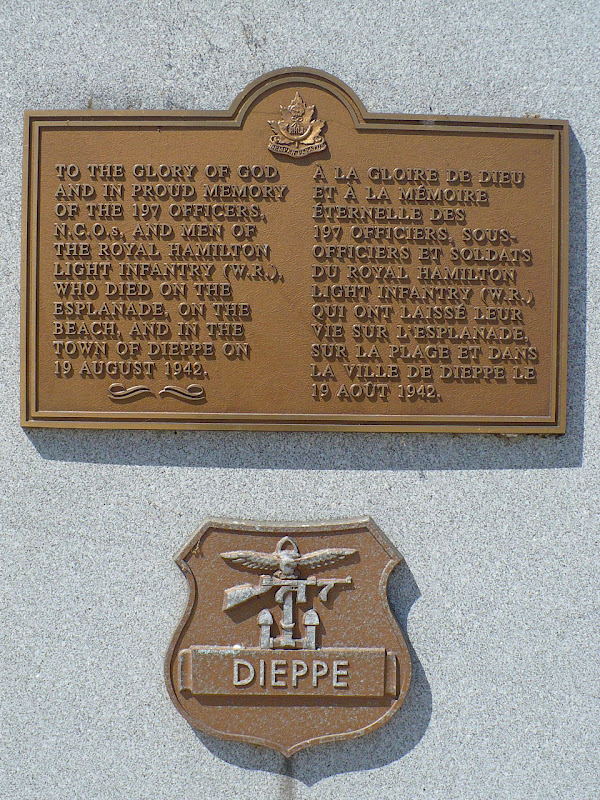 TO THE GLORY OF GOD
AND IN PROUD MEMORY
OF THE 197 OFFICERS,
N.C.O.s, AND MEN OF
THE ROYAL HAMILTON
LIGHT INFANTRY (W.R.),
WHO DIED ON THE
ESPLANADE, ON THE
BEACH, AND IN THE
TOWN OF DIEPPE ON
19 AUGUST 1942.
À LA GLOIRE DE DIEU
ET À LA MÉMOIRE
ÉTERNELLE DES
197 OFFICIERS, SOUS-
OFFICIERS ET SOLDATS
DU ROYAL HAMILTON
LIGHT INFANTRY (W.R.)
QUI ONT LAISSÉ LEUR
VIE SUR L'ESPLANADE,
SUR LA PLAGE ET DANS
LA VILLE DE DIEPPE LE
19 AOÛT 1942.
DIEPPE